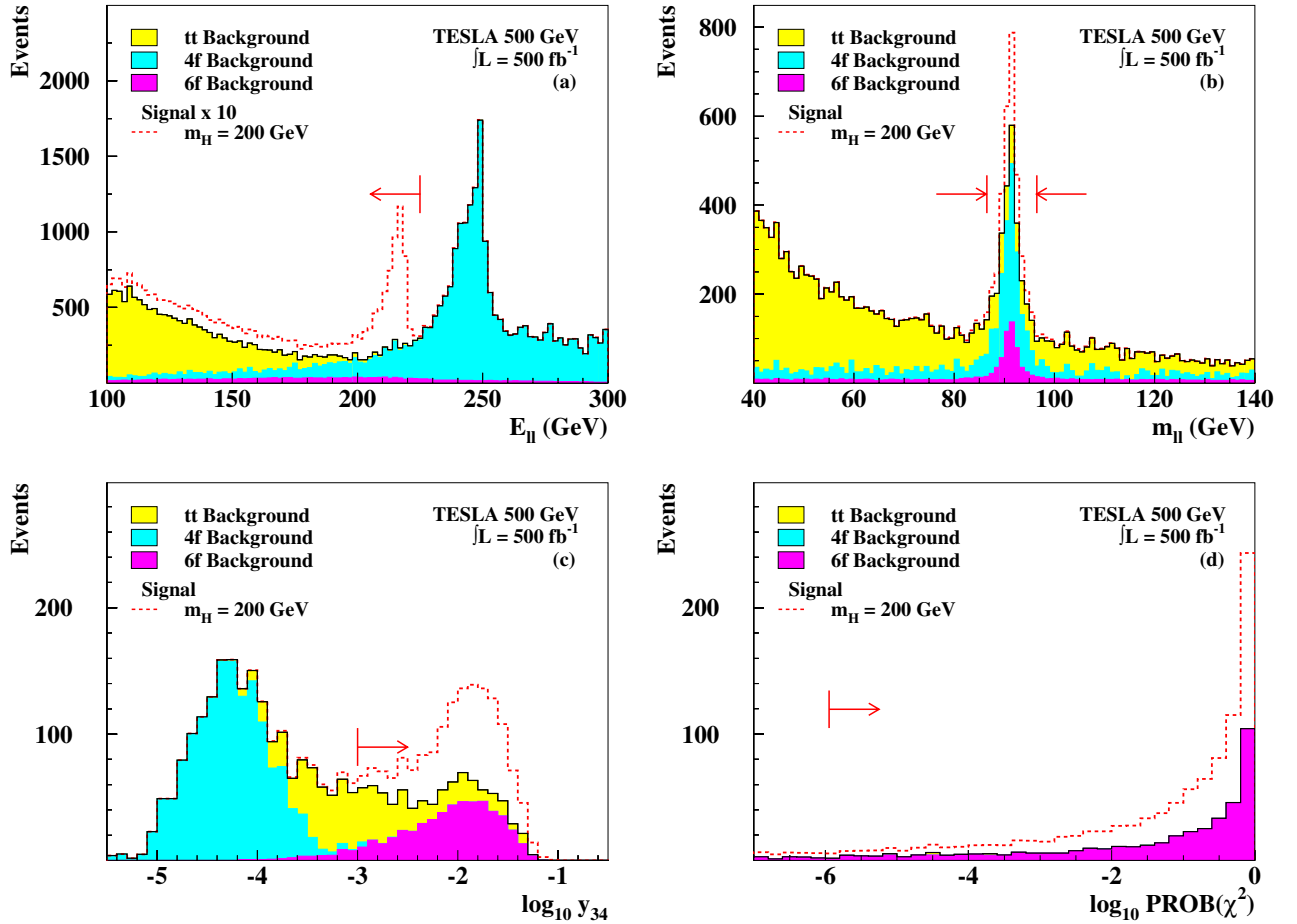 Events
2500
2000
1500
1000
500
tt Background
4f Background
6f Background
Signal x 10
m_H = 200 GeV
TESLA 500 GeV
∫L = 500 fb⁻¹
(a)
100 150 200 250 300
E_ll (GeV)
Events
800
600
400
200
tt Background
4f Background
6f Background
Signal
m_H = 200 GeV
TESLA 500 GeV
∫L = 500 fb⁻¹
(b)
40 60 80 100 120 140
m_ll (GeV)
Events
200
100
tt Background
4f Background
6f Background
Signal
m_H = 200 GeV
TESLA 500 GeV
∫L = 500 fb⁻¹
(c)
-5 -4 -3 -2 -1
log₁₀ y₃₄
Events
200
100
tt Background
4f Background
6f Background
Signal
m_H = 200 GeV
TESLA 500 GeV
∫L = 500 fb⁻¹
(d)
-6 -4 -2 0
log₁₀ PROB(χ²)